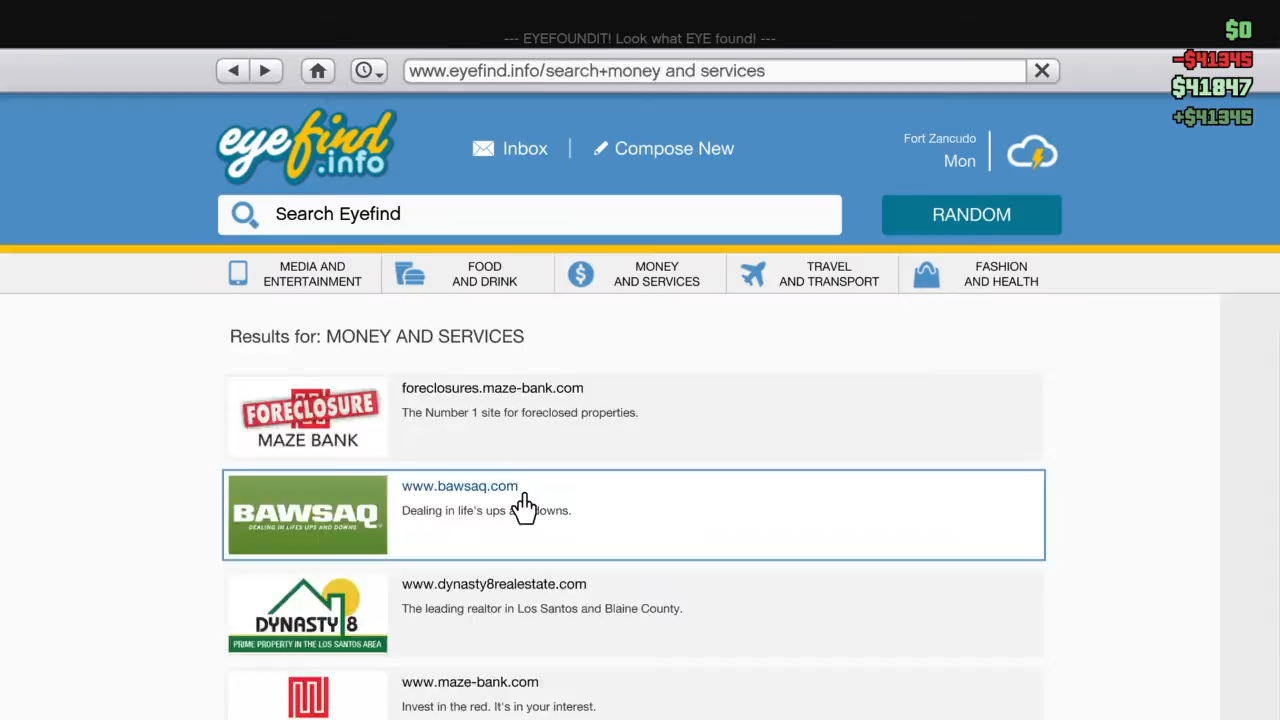 --- EYEFOUNDIT! Look what EYE found! ---
$0
-$41345
$41847
+$41345
www.eyefind.info/search+money and services
eyefind
.info
Inbox
Compose New
Fort Zancudo
Mon
Search Eyefind
RANDOM
MEDIA AND
ENTERTAINMENT
FOOD
AND DRINK
MONEY
AND SERVICES
TRAVEL
AND TRANSPORT
FASHION
AND HEALTH
Results for: MONEY AND SERVICES
FORECLOSURE
MAZE BANK
foreclosures.maze-bank.com
The Number 1 site for foreclosed properties.
BAWSAQ
DEALING IN LIFE'S UPS AND DOWNS
www.bawsaq.com
Dealing in life's ups a downs.
DYNASTY 8
PRIME PROPERTY IN THE LOS SANTOS AREA
www.dynasty8realestate.com
The leading realtor in Los Santos and Blaine County.
www.maze-bank.com
Invest in the red. It's in your interest.